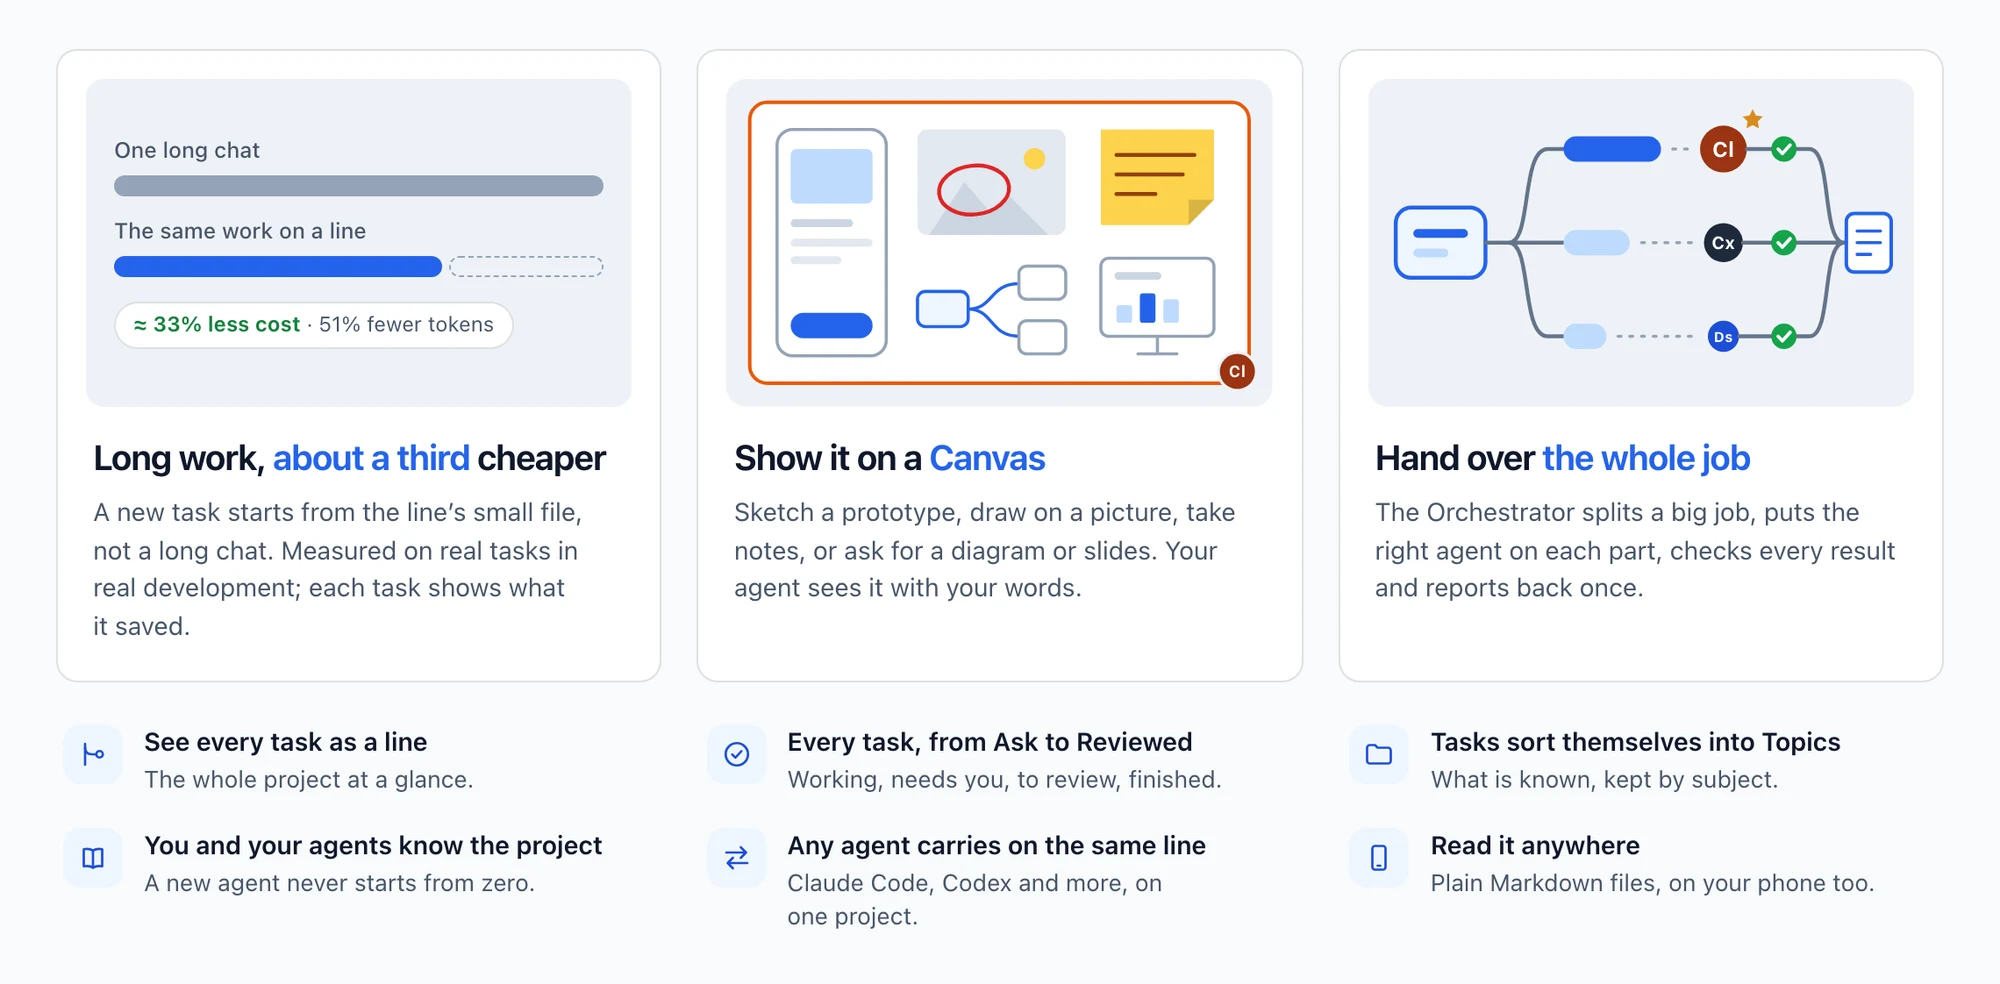 One long chat
The same work on a line
≈ 33% less cost · 51% fewer tokens
Long work, about a third cheaper
A new task starts from the line’s small file,
not a long chat. Measured on real tasks in
real development; each task shows what
it saved.
Cl
Show it on a Canvas
Sketch a prototype, draw on a picture, take
notes, or ask for a diagram or slides. Your
agent sees it with your words.
Cl
Cx
Ds
Hand over the whole job
The Orchestrator splits a big job, puts the
right agent on each part, checks every result
and reports back once.
See every task as a line
The whole project at a glance.
Every task, from Ask to Reviewed
Working, needs you, to review, finished.
Tasks sort themselves into Topics
What is known, kept by subject.
You and your agents know the project
A new agent never starts from zero.
Any agent carries on the same line
Claude Code, Codex and more, on
one project.
Read it anywhere
Plain Markdown files, on your phone too.